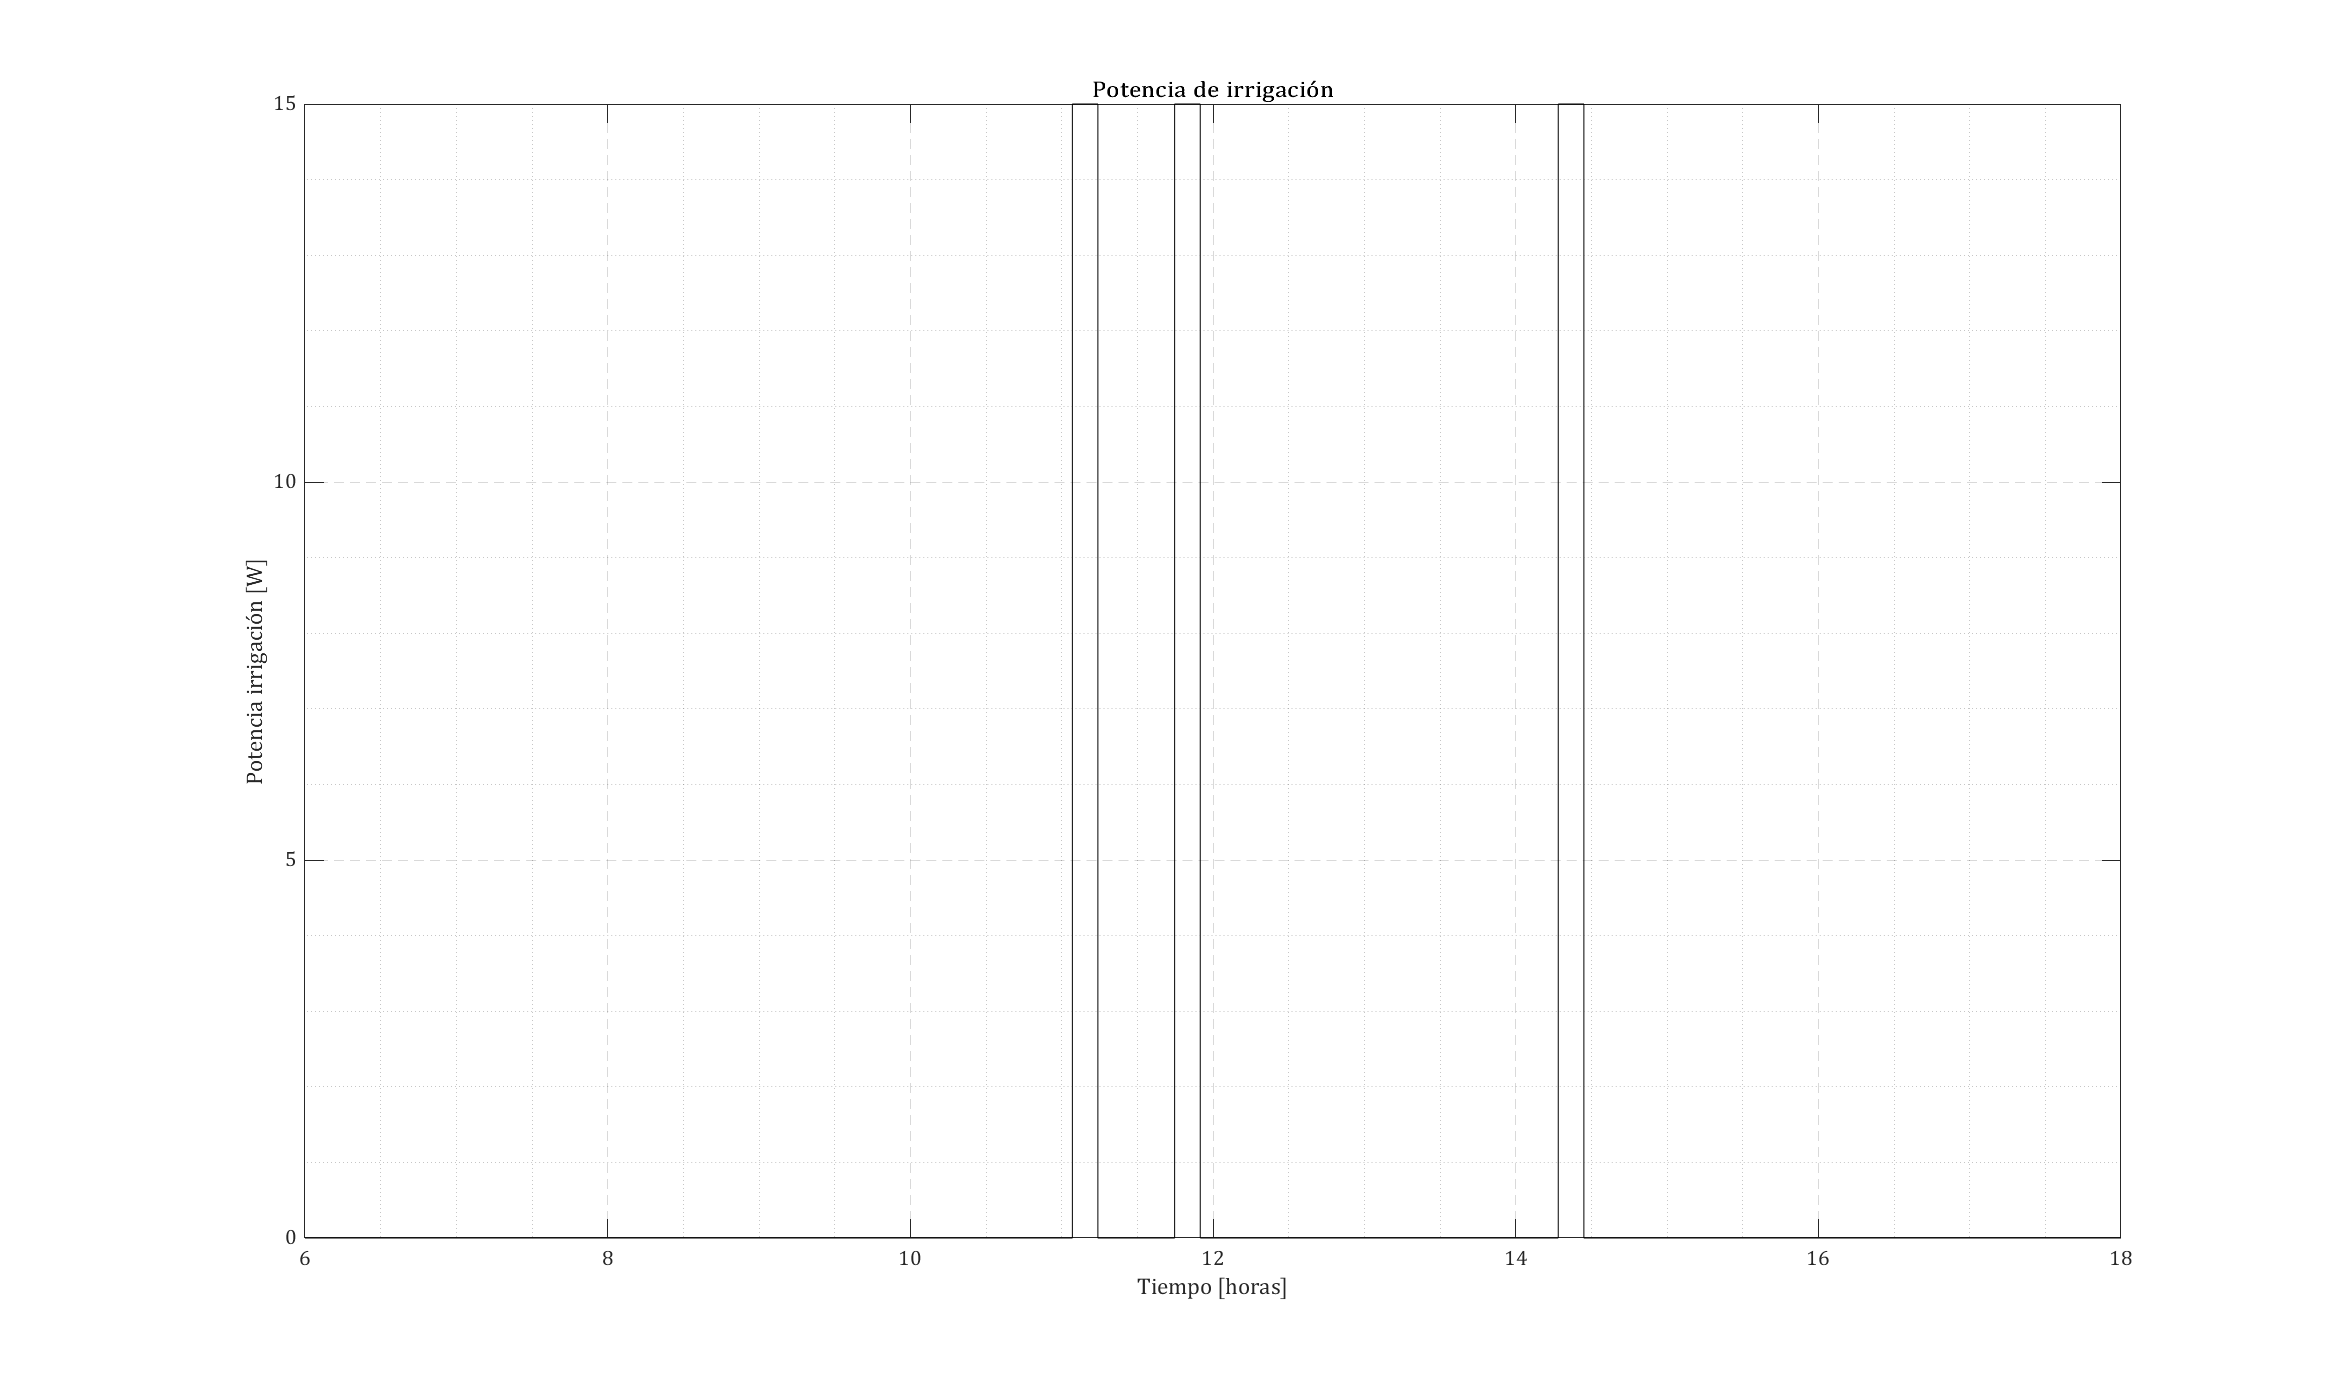 Potencia de irrigación
15
10
5
0
Potencia irrigación [W]
6 8 10 12 14 16 18
Tiempo [horas]